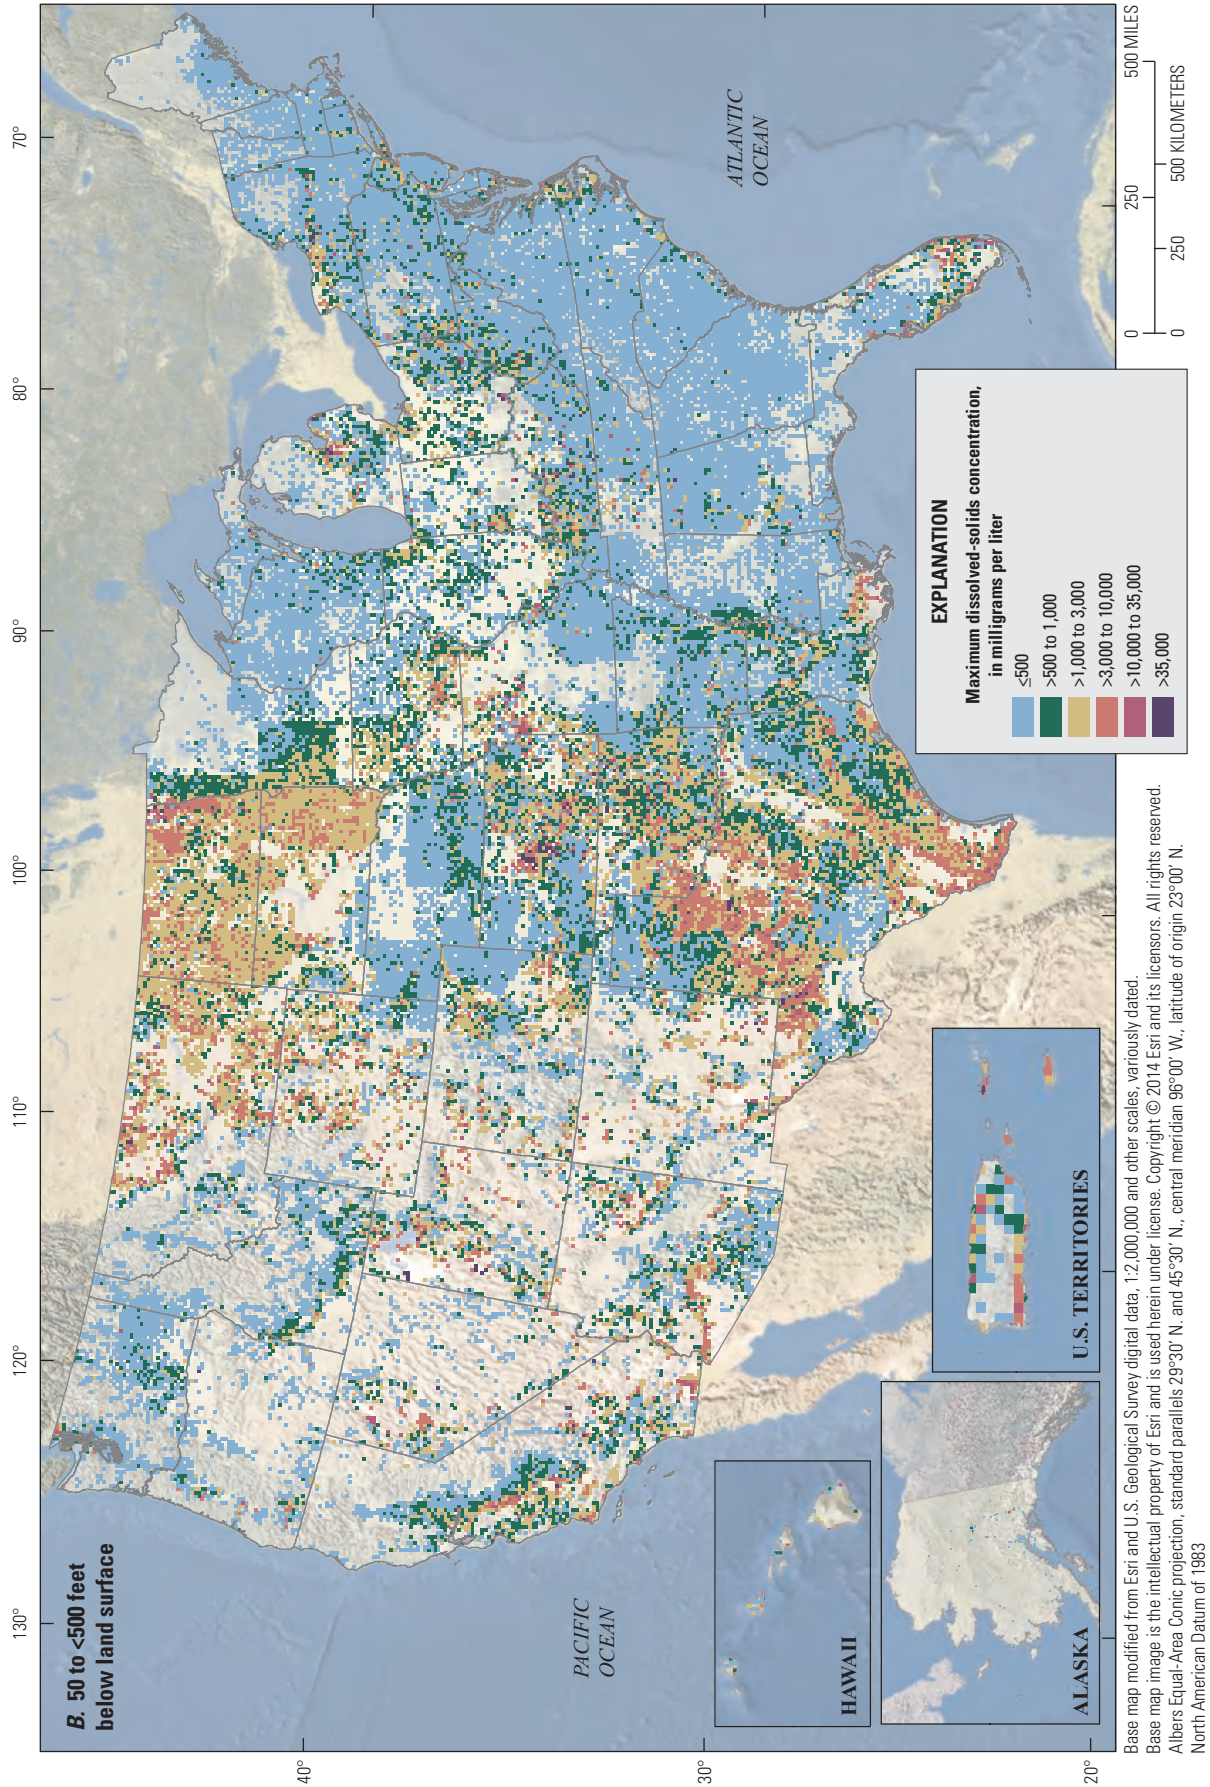 B. 50 to <500 feet
below land surface
130°
120°
110°
100°
90°
80°
70°
40°
30°
20°
PACIFIC
OCEAN
ATLANTIC
OCEAN
HAWAII
ALASKA
U.S. TERRITORIES
EXPLANATION
Maximum dissolved-solids concentration,
in milligrams per liter
≤500
>500 to 1,000
>1,000 to 3,000
>3,000 to 10,000
>10,000 to 35,000
>35,000
0 250 500 MILES
0 250 500 KILOMETERS
Base map modified from Esri and U.S. Geological Survey digital data, 1:2,000,000 and other scales, variously dated.
Base map image is the intellectual property of Esri and is used herein under license. Copyright © 2014 Esri and its licensors. All rights reserved.
Albers Equal-Area Conic projection, standard parallels 29°30' N. and 45°30' N., central meridian 96°00' W., latitude of origin 23°00' N.
North American Datum of 1983